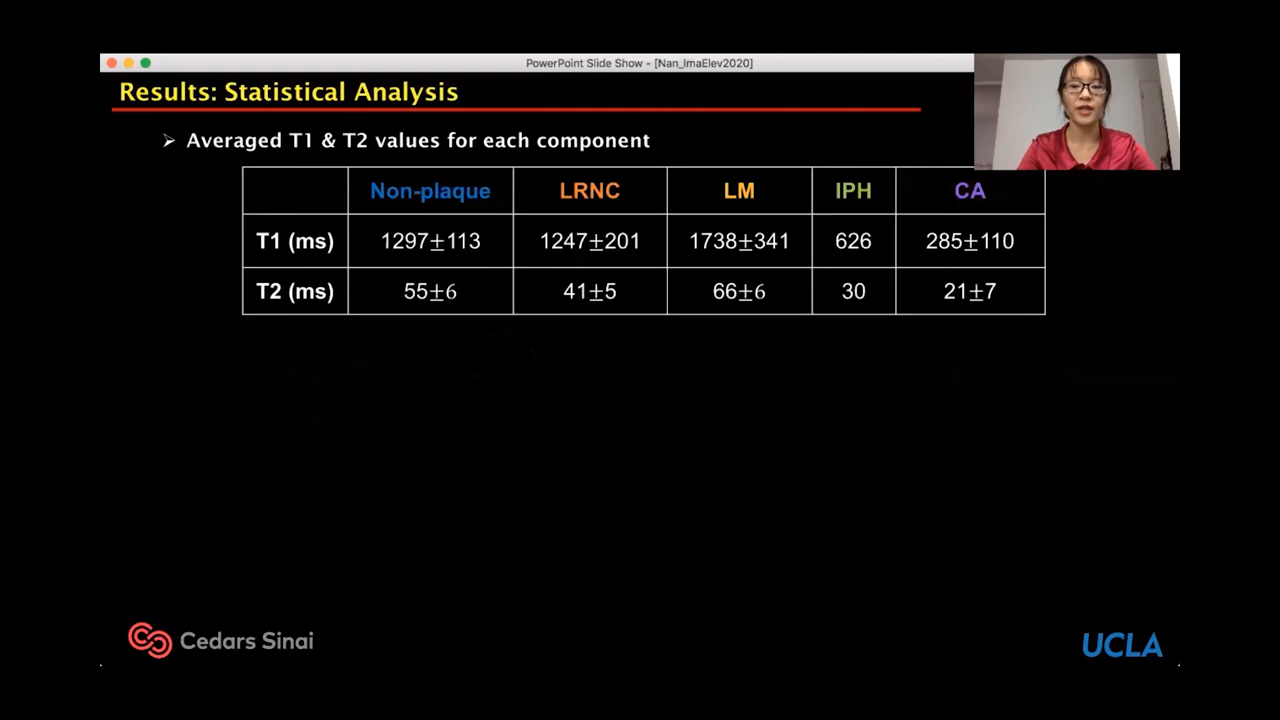 PowerPoint Slide Show - [Nan_ImaElev2020]
Results: Statistical Analysis
➢ Averaged T1 & T2 values for each component
Non-plaque LRNC LM IPH CA
T1 (ms) 1297±113 1247±201 1738±341 626 285±110
T2 (ms) 55±6 41±5 66±6 30 21±7
Cedars Sinai
UCLA